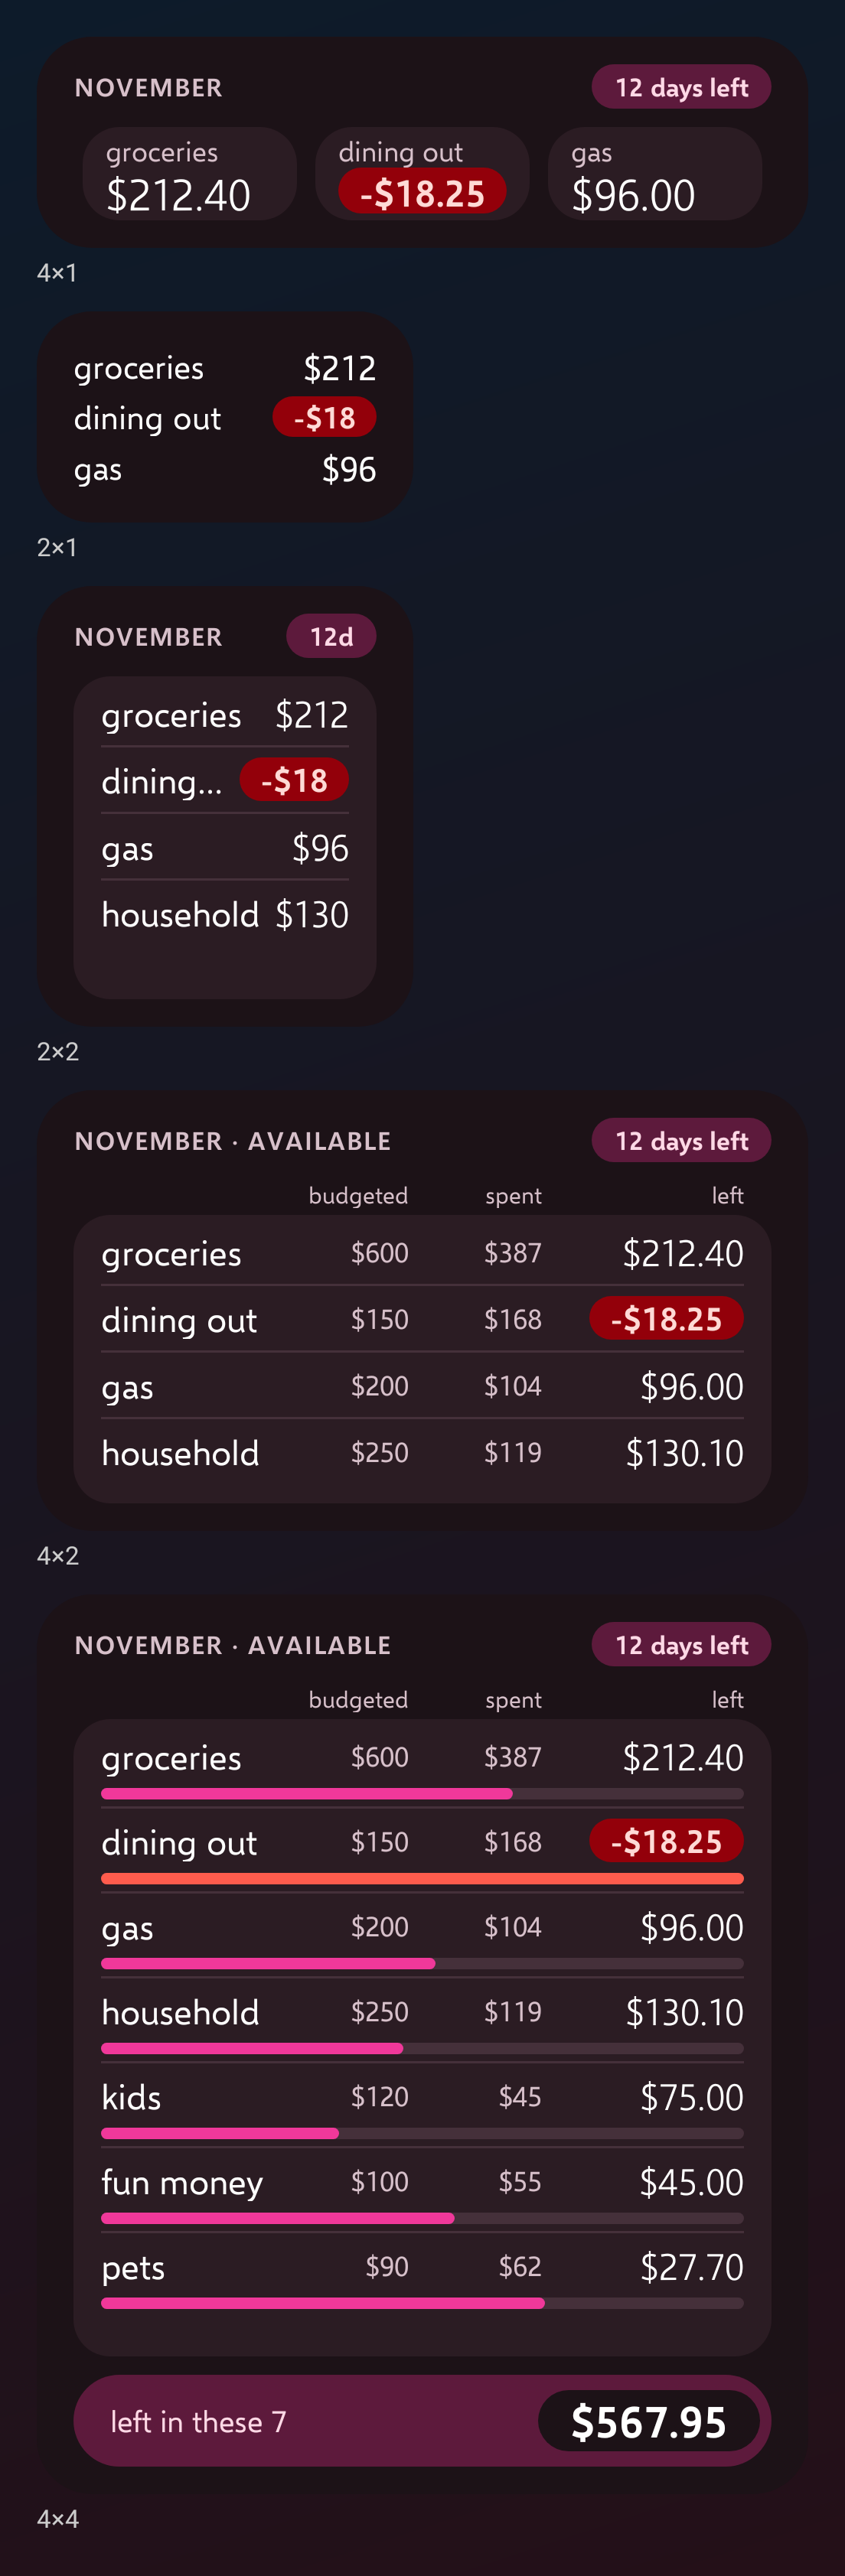 NOVEMBER 12 days left
groceries dining out gas
$212.40 -$18.25 $96.00
4×1
groceries $212
dining out -$18
gas $96
2×1
NOVEMBER 12d
groceries $212
dining... -$18
gas $96
household $130
2×2
NOVEMBER · AVAILABLE 12 days left
budgeted spent left
groceries $600 $387 $212.40
dining out $150 $168 -$18.25
gas $200 $104 $96.00
household $250 $119 $130.10
4×2
NOVEMBER · AVAILABLE 12 days left
budgeted spent left
groceries $600 $387 $212.40
dining out $150 $168 -$18.25
gas $200 $104 $96.00
household $250 $119 $130.10
kids $120 $45 $75.00
fun money $100 $55 $45.00
pets $90 $62 $27.70
left in these 7 $567.95
4×4